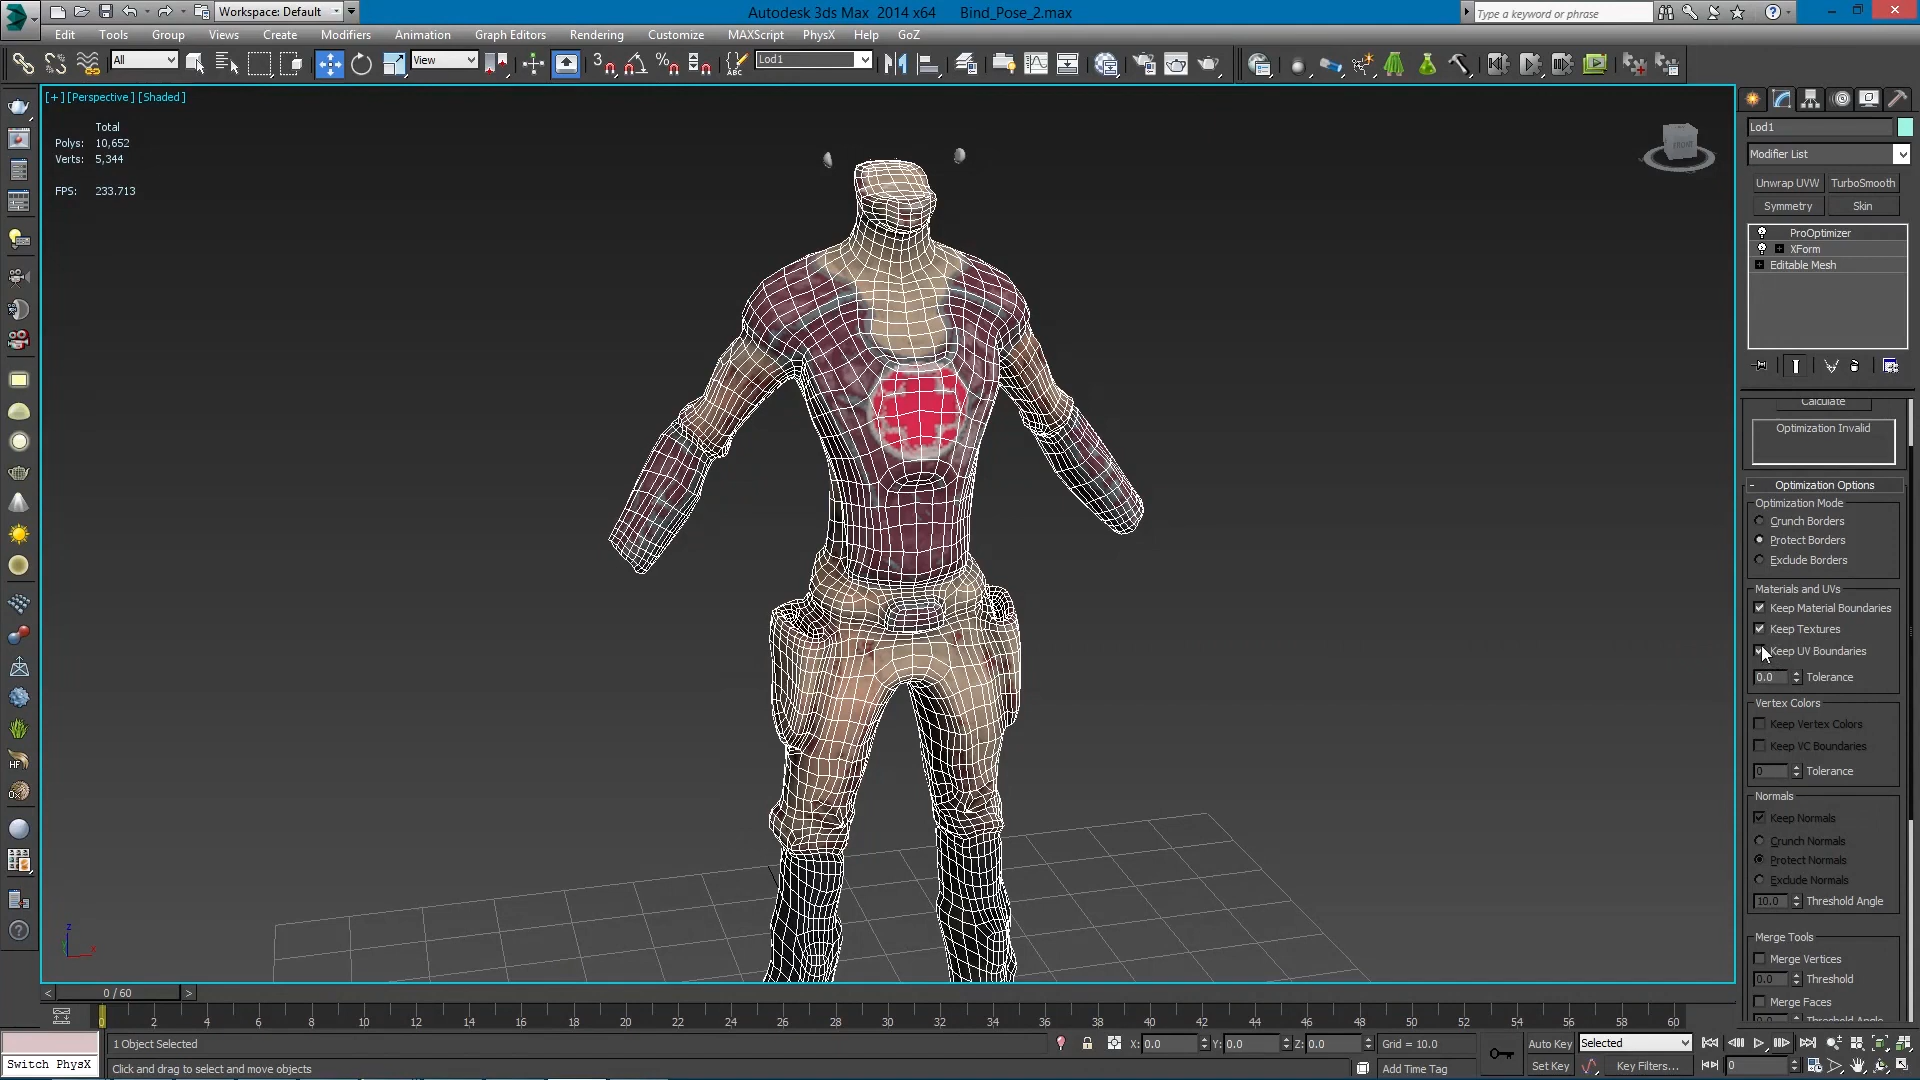 Workspace: Default
Autodesk 3ds Max 2014 x64 Bind_Pose_2.max
Type a keyword or phrase
Edit Tools Group Views Create Modifiers Animation Graph Editors Rendering Customize MAXScript PhysX Help GoZ
All View Lod1
[+][Perspective][Shaded]
Total
Polys: 10,652
Verts: 5,344
FPS: 233.713
FRONT
Lod1
Modifier List
Unwrap UVW TurboSmooth
Symmetry Skin
ProOptimizer
XForm
Editable Mesh
Calculate
Optimization Invalid
- Optimization Options
Optimization Mode
Crunch Borders
Protect Borders
Exclude Borders
Materials and UVs
Keep Material Boundaries
Keep Textures
Keep UV Boundaries
0.0 Tolerance
Vertex Colors
Keep Vertex Colors
Keep VC Boundaries
0 Tolerance
Normals
Keep Normals
Crunch Normals
Protect Normals
Exclude Normals
10.0 Threshold Angle
Merge Tools
Merge Vertices
0.0 Threshold
Merge Faces
Threshold Angle
z
x
< 0 / 60 >
0 2 4 6 8 10 12 14 16 18 20 22 24 26 28 30 32 34 36 38 40 42 44 46 48 50 52 54 56 58 60
1 Object Selected X: 0.0 Y: 0.0 Z: 0.0 Grid = 10.0 Auto Key Selected
Switch PhysX Click and drag to select and move objects Add Time Tag Set Key Key Filters... 0